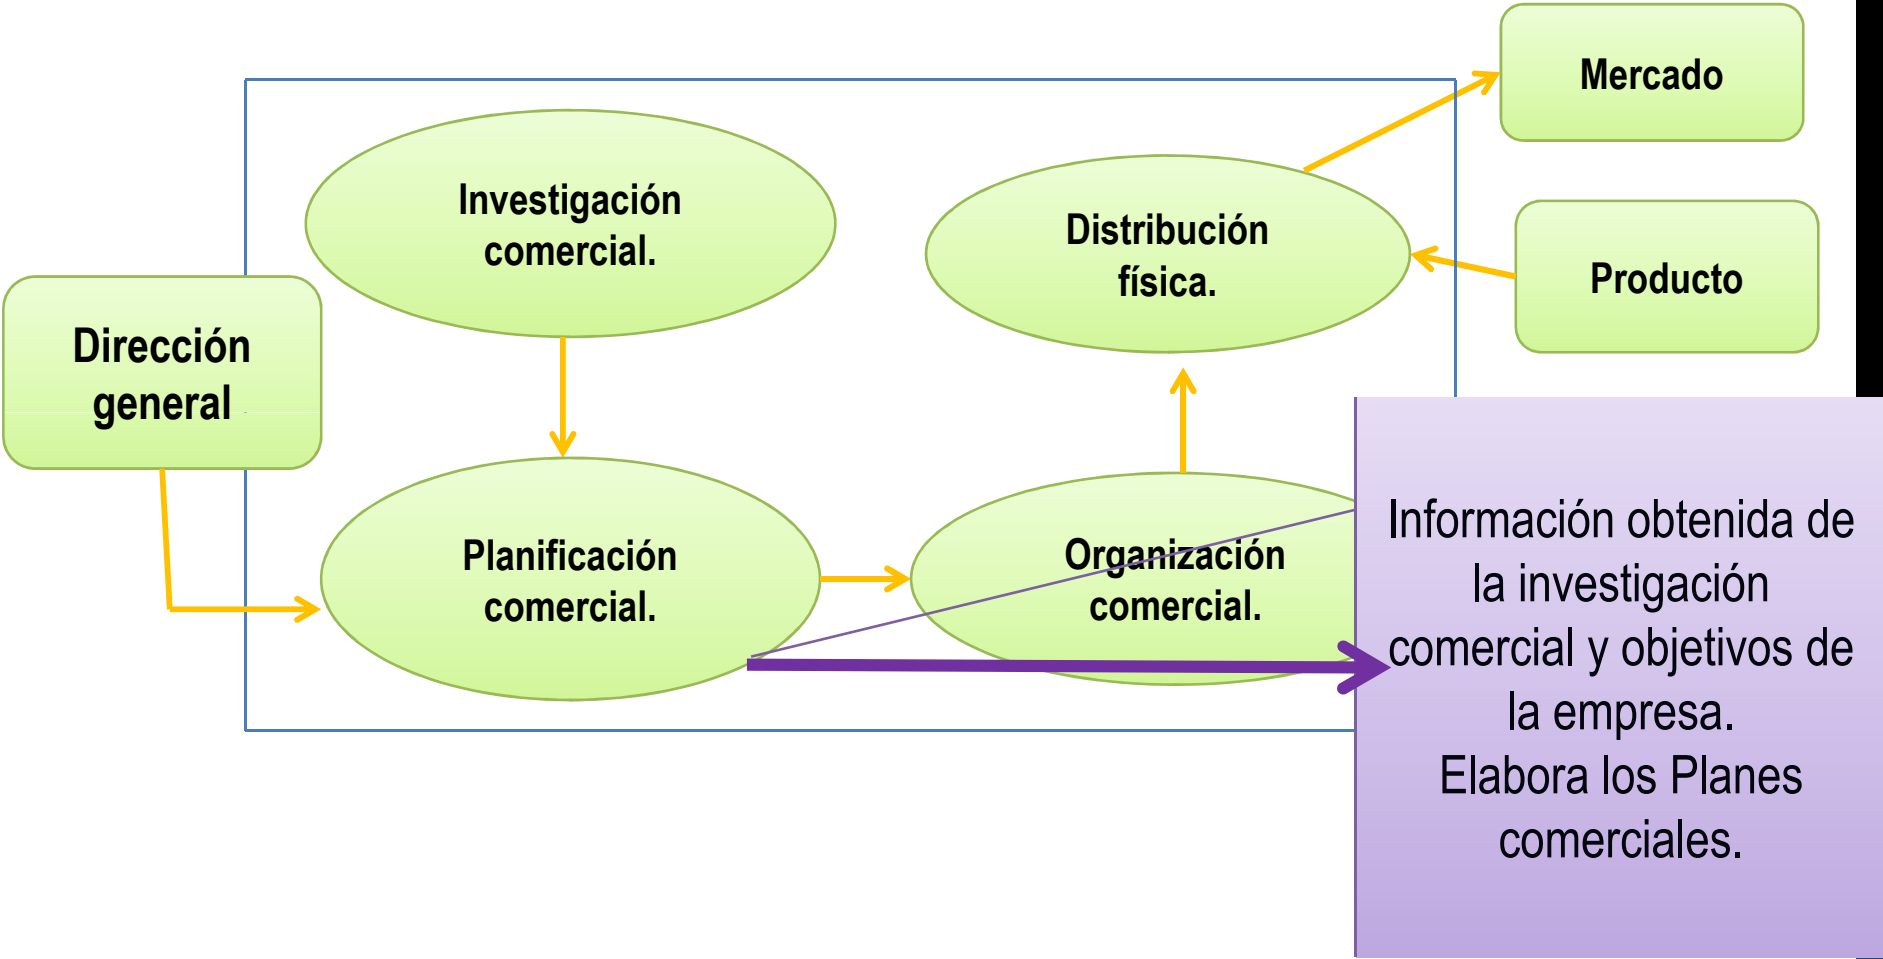 Mercado
Investigación
comercial.
Distribución
física.
Producto
Dirección
general
Planificación
comercial.
Organización
comercial.
Información obtenida de
la investigación
comercial y objetivos de
la empresa.
Elabora los Planes
comerciales.